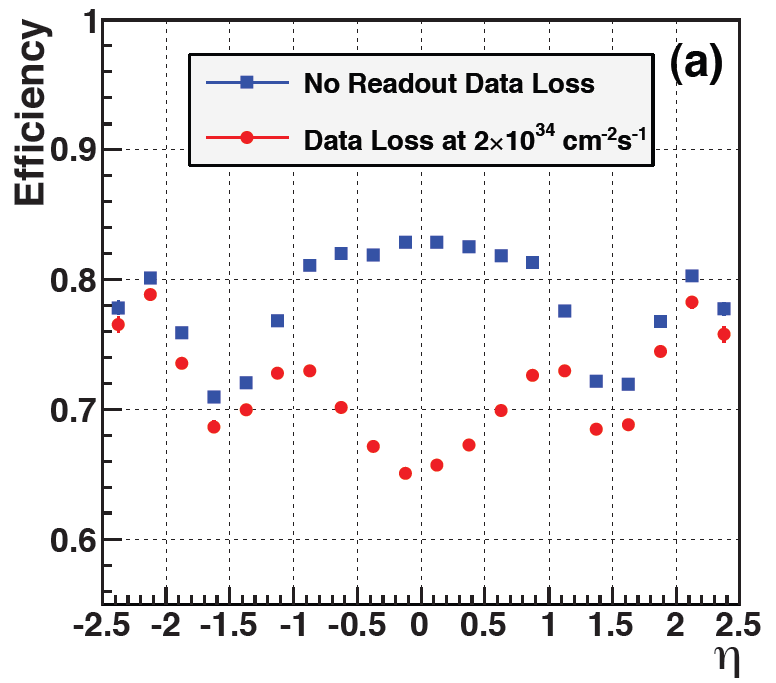 Efficiency
1
0.9
0.8
0.7
0.6
(a)
No Readout Data Loss
Data Loss at 2×10³⁴ cm⁻²s⁻¹
-2.5 -2 -1.5 -1 -0.5 0 0.5 1 1.5 2 2.5
η